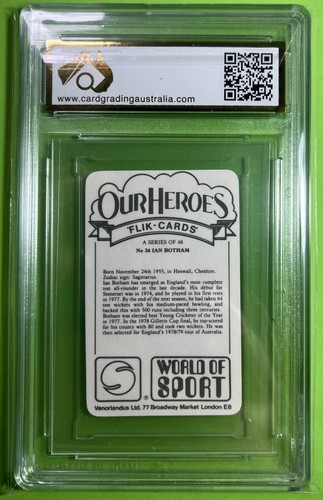 www.cardgradingaustralia.com
OUR HEROES
'FLIK-CARDS'
A SERIES OF 48
No 34 IAN BOTHAM
Born November 24th 1955, in Heswall, Cheshire.
Zodiac sign: Sagittarius.
Ian Botham has emerged as England's most complete
test all-rounder in the last decade. His début for
Somerset was in 1974, and he played in his first tests
in 1977. By the end of the next season, he had taken 64
test wickets with his medium-paced bowling, and
backed this with 500 runs including three centuries.
Botham was elected best Young Cricketer of the Year
in 1977. In the 1978 Gillette Cup final, he top-scored
for his county with 80 and took two wickets. He was
then selected for England's 1978/79 tour of Australia.
WORLD OF
SPORT
Venorlandus Ltd. 77 Broadway Market London E8